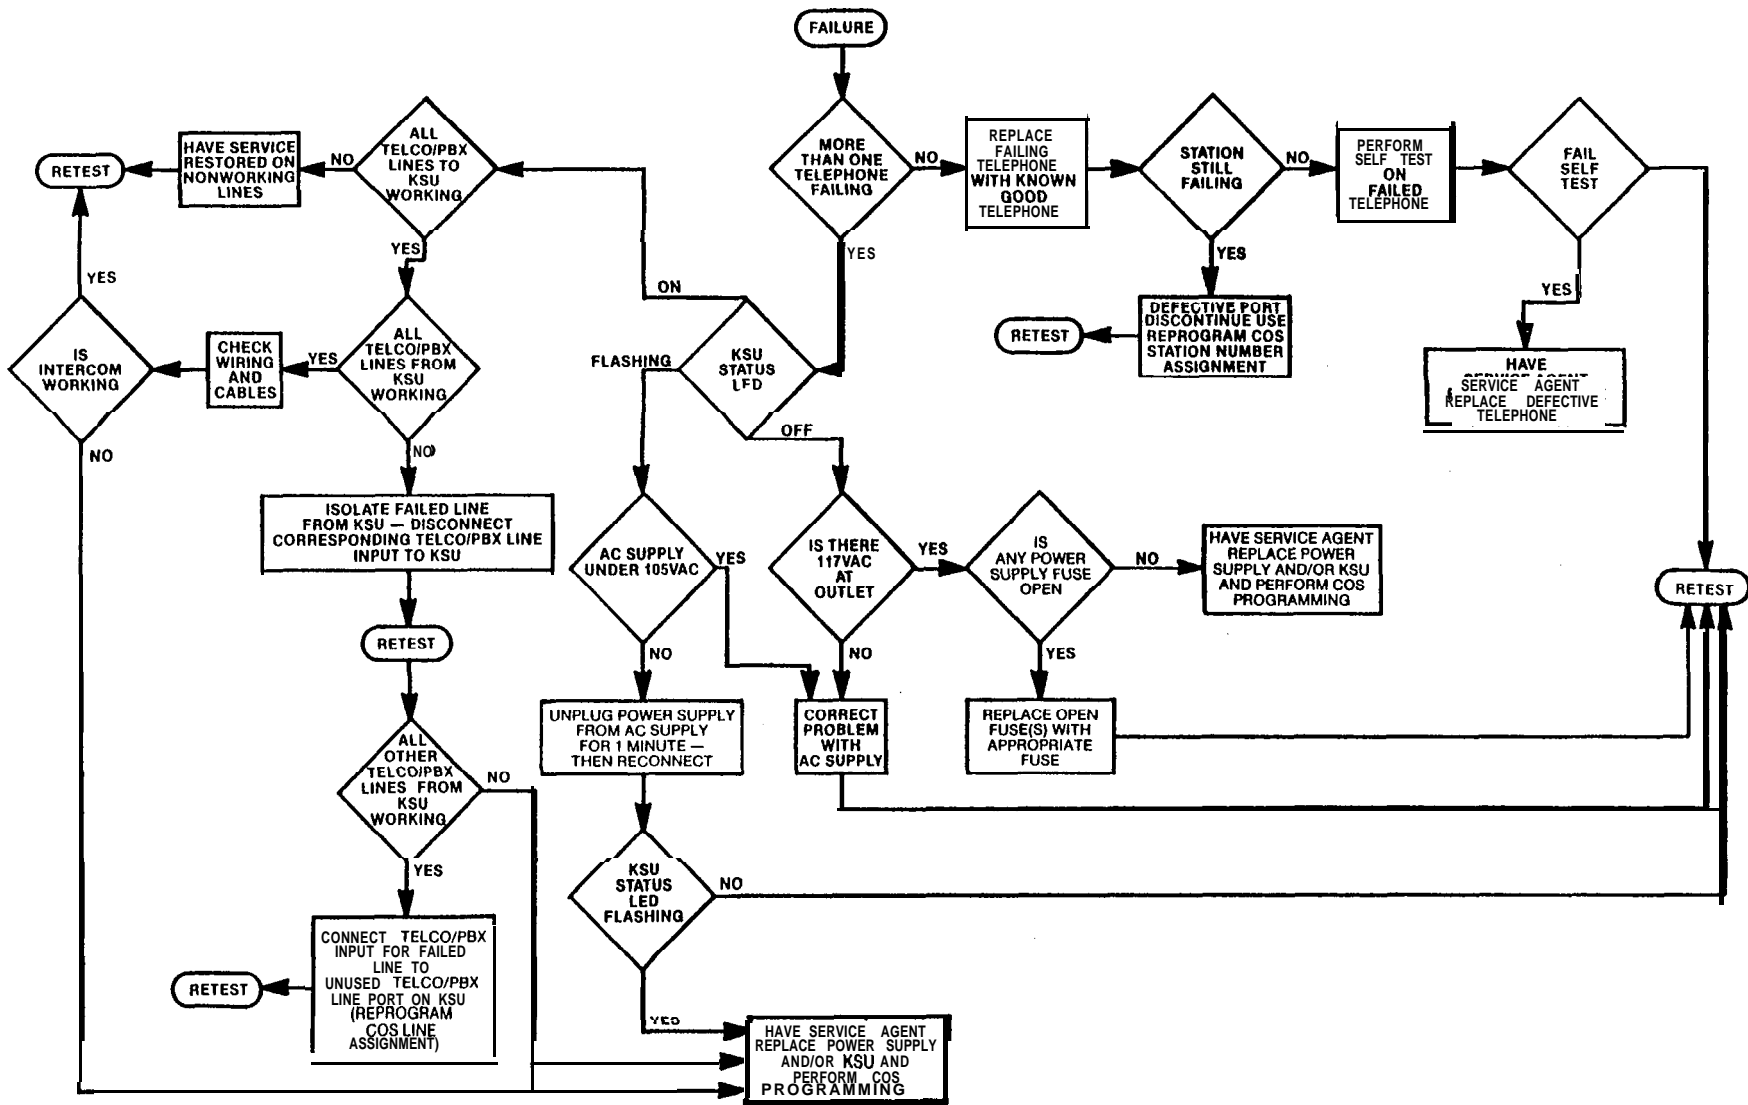 FAILURE
ALL
TELCO/PBX
LINES TO
KSU
WORKING
NO
HAVE SERVICE
RESTORED ON
NONWORKING
LINES
RETEST
MORE
THAN ONE
TELEPHONE
FAILING
NO
REPLACE
FAILING
TELEPHONE
WITH KNOWN
GOOD
TELEPHONE
STATION
STILL
FAILING
NO
PERFORM
SELF TEST
ON
FAILED
TELEPHONE
FAIL
SELF
TEST
YES
YES
YES
YES
YES
ON
DEFECTIVE PORT
DISCONTINUE USE
REPROGRAM COS
STATION NUMBER
ASSIGNMENT
RETEST
HAVE
SERVICE AGENT
REPLACE DEFECTIVE
TELEPHONE
IS
INTERCOM
WORKING
CHECK
WIRING
AND
CABLES
YES
ALL
TELCO/PBX
LINES FROM
KSU
WORKING
FLASHING
KSU
STATUS
LFD
OFF
NO
NO
ISOLATE FAILED LINE
FROM KSU — DISCONNECT
CORRESPONDING TELCO/PBX LINE
INPUT TO KSU
AC SUPPLY
UNDER 105VAC
YES
IS THERE
117VAC
AT
OUTLET
YES
IS
ANY POWER
SUPPLY FUSE
OPEN
NO
HAVE SERVICE AGENT
REPLACE POWER
SUPPLY AND/OR KSU
AND PERFORM COS
PROGRAMMING
RETEST
RETEST
NO
NO
YES
UNPLUG POWER SUPPLY
FROM AC SUPPLY
FOR 1 MINUTE —
THEN RECONNECT
CORRECT
PROBLEM
WITH
AC SUPPLY
REPLACE OPEN
FUSE(S) WITH
APPROPRIATE
FUSE
ALL
OTHER
TELCO/PBX
LINES FROM
KSU
WORKING
NO
YES
KSU
STATUS
LED
FLASHING
NO
CONNECT TELCO/PBX
INPUT FOR FAILED
LINE TO
UNUSED TELCO/PBX
LINE PORT ON KSU
(REPROGRAM
COS LINE
ASSIGNMENT)
RETEST
YES
HAVE SERVICE AGENT
REPLACE POWER SUPPLY
AND/OR KSU AND
PERFORM COS
PROGRAMMING